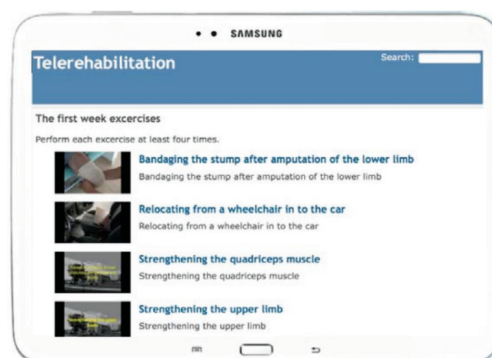 SAMSUNG
Telerehabilitation
Search:
The first week excercises
Perform each excercise at least four times.
Bandaging the stump after amputation of the lower limb
Bandaging the stump after amputation of the lower limb
Relocating from a wheelchair in to the car
Relocating from a wheelchair in to the car
Strengthening the quadriceps muscle
Strengthening the quadriceps muscle
Strengthening the upper limb
Strengthening the upper limb